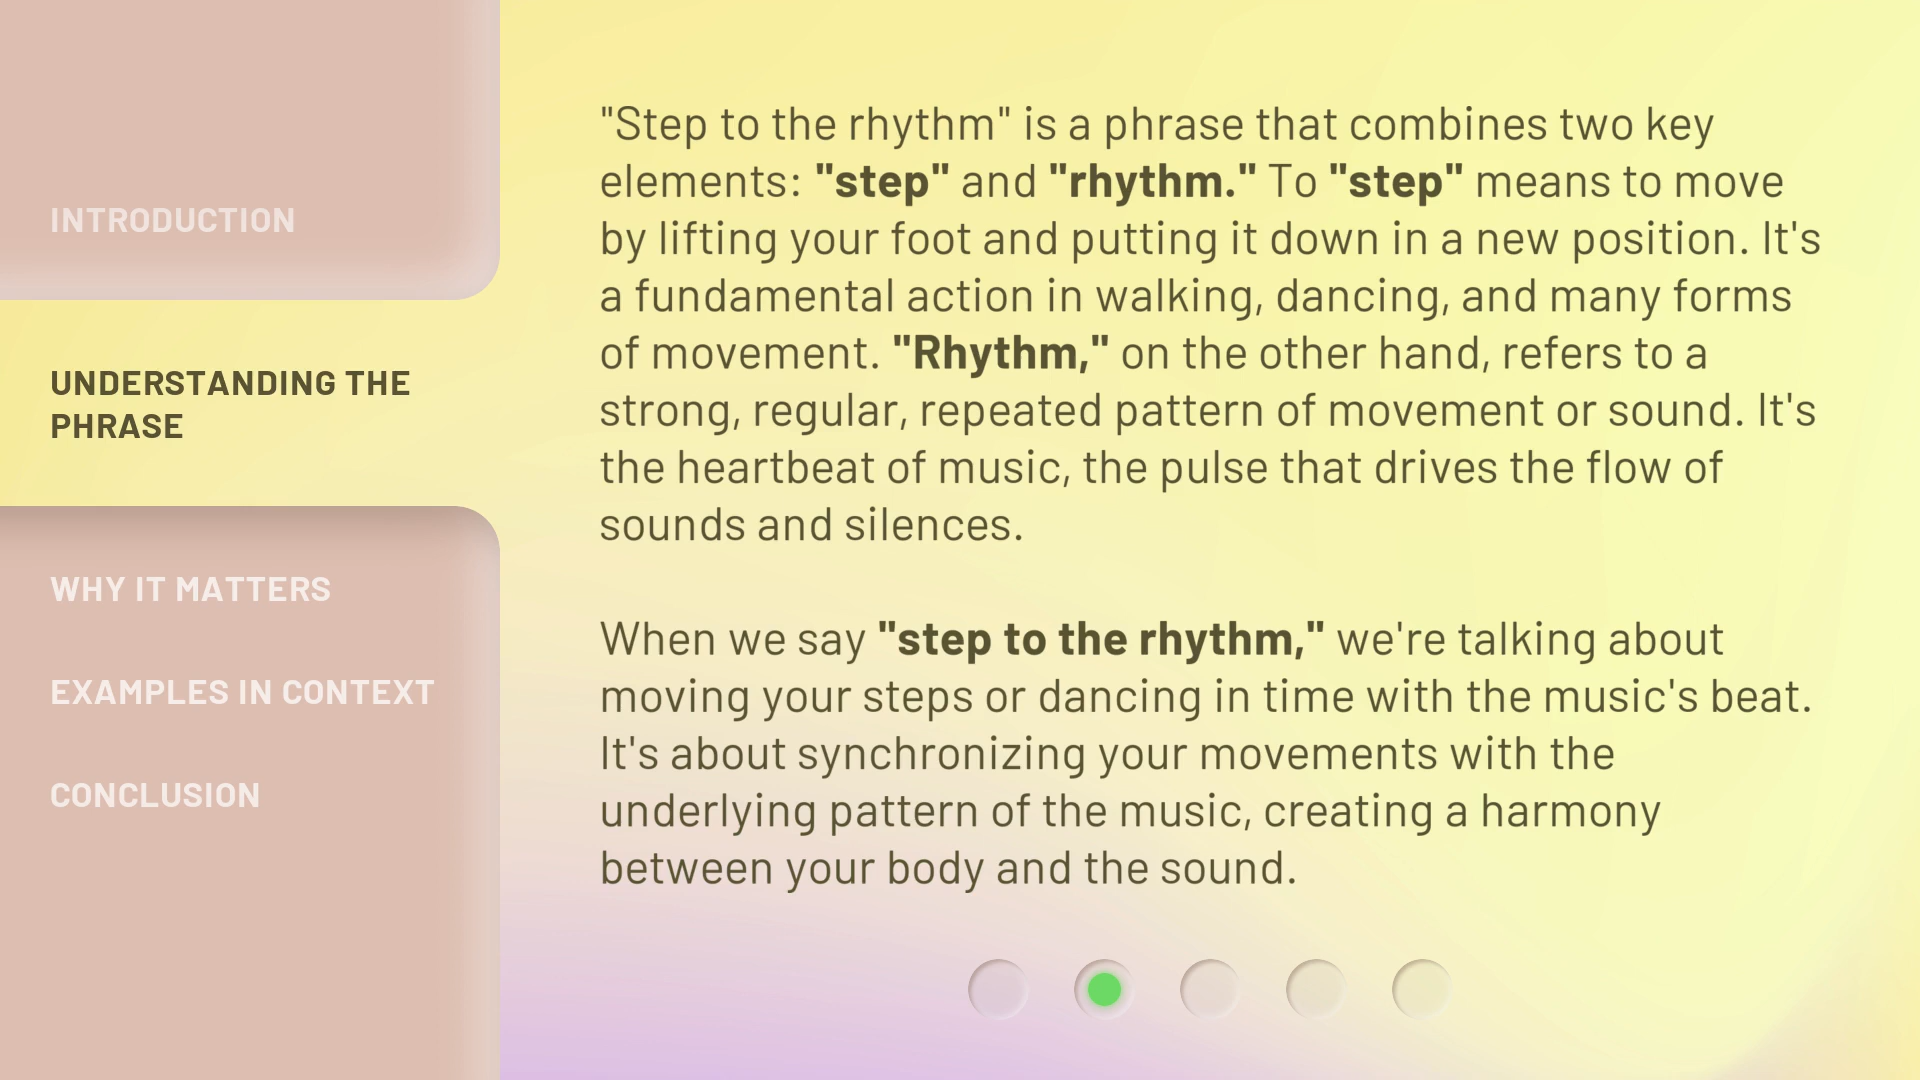 INTRODUCTION
UNDERSTANDING THE
PHRASE
WHY IT MATTERS
EXAMPLES IN CONTEXT
CONCLUSION
"Step to the rhythm" is a phrase that combines two key
elements: "step" and "rhythm." To "step" means to move
by lifting your foot and putting it down in a new position. It's
a fundamental action in walking, dancing, and many forms
of movement. "Rhythm," on the other hand, refers to a
strong, regular, repeated pattern of movement or sound. It's
the heartbeat of music, the pulse that drives the flow of
sounds and silences.
When we say "step to the rhythm," we're talking about
moving your steps or dancing in time with the music's beat.
It's about synchronizing your movements with the
underlying pattern of the music, creating a harmony
between your body and the sound.